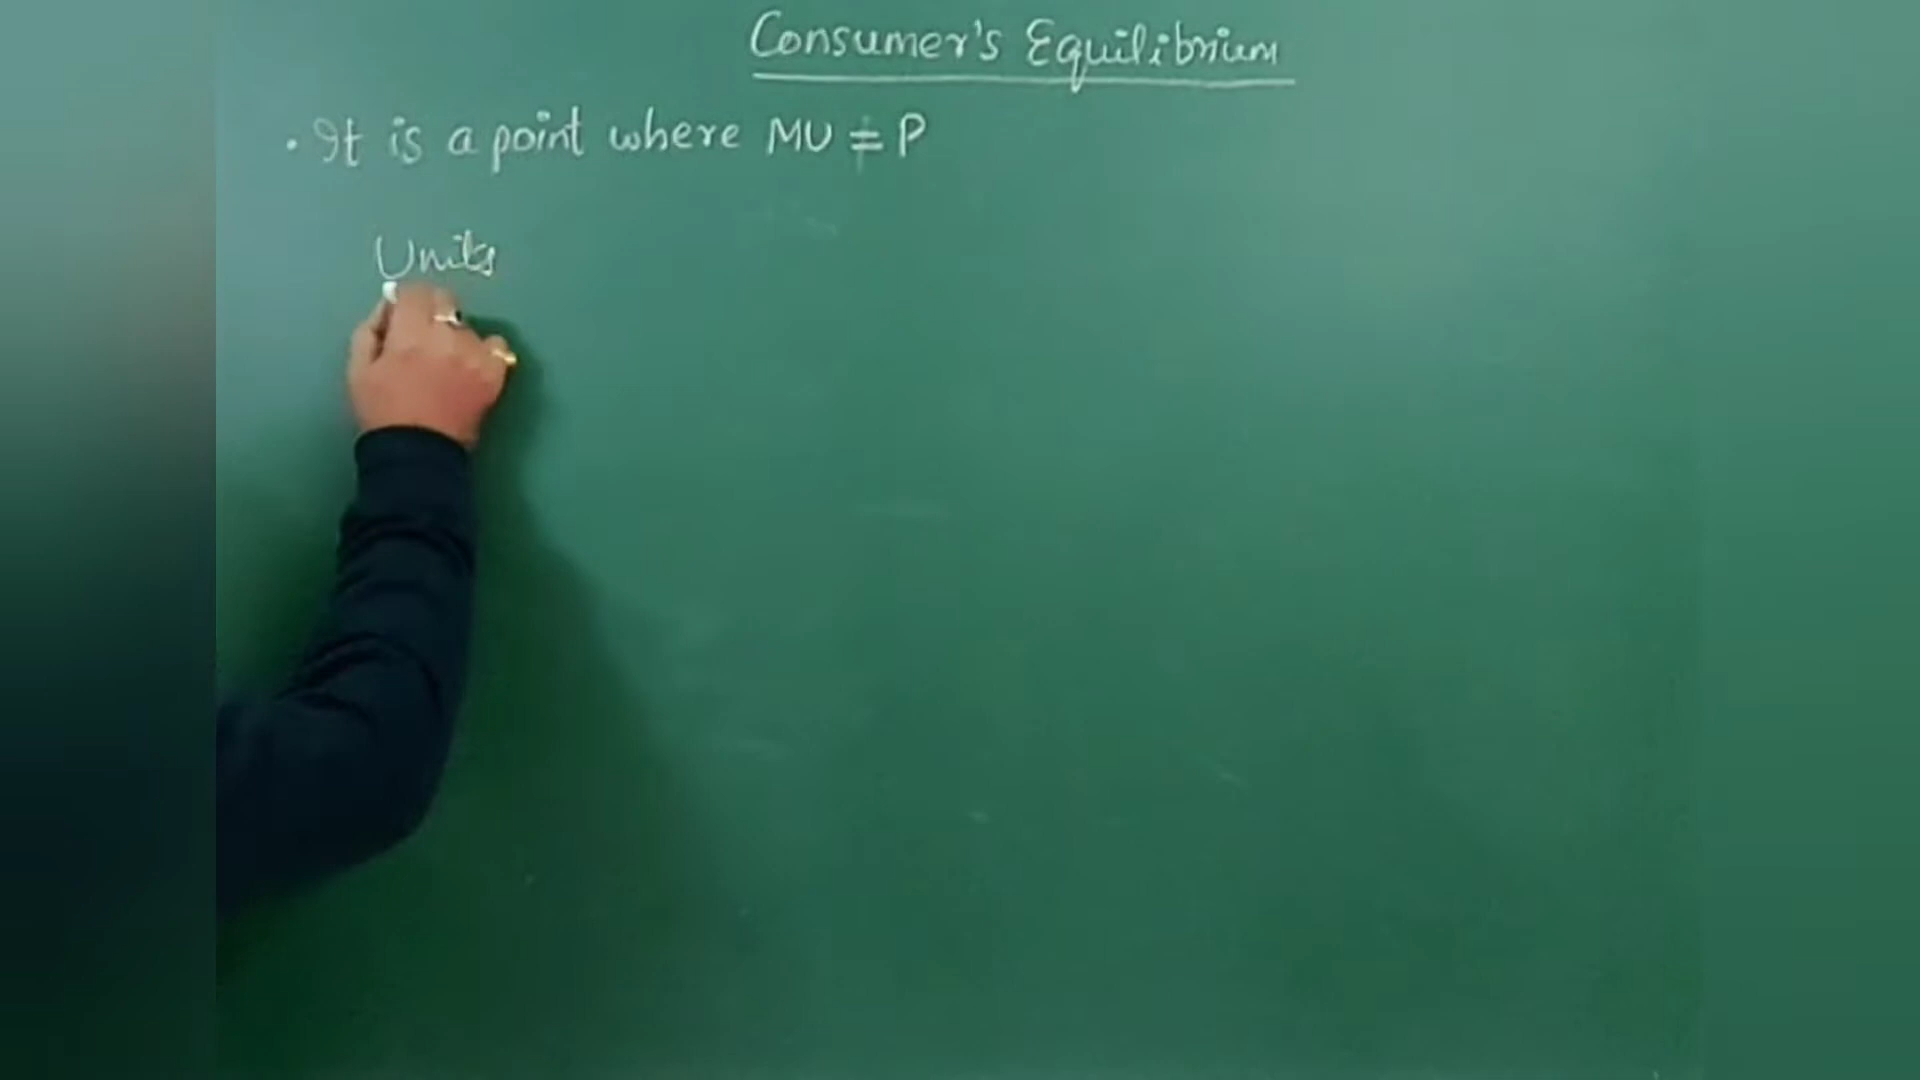 Consumer's Equilibrium
• It is a point where MU = P
Units